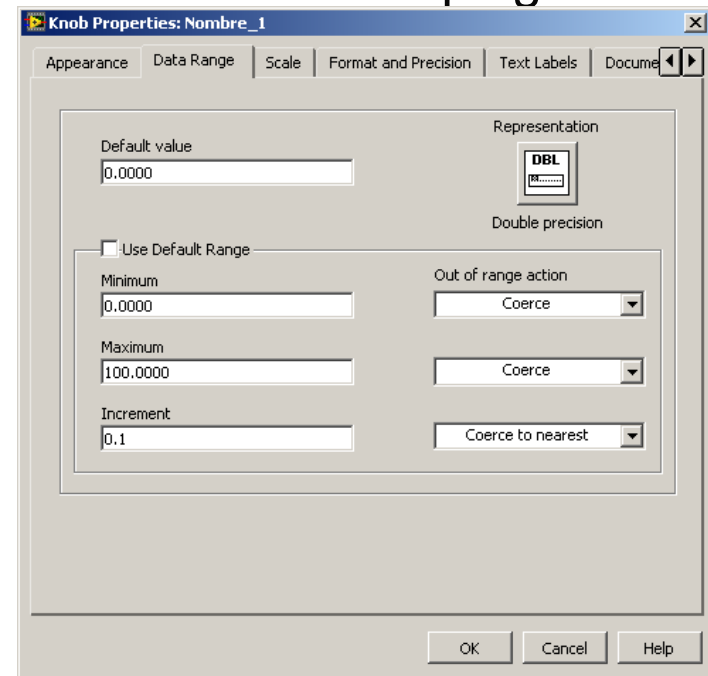 Knob Properties: Nombre_1
Appearance
Data Range
Scale
Format and Precision
Text Labels
Docume
Representation
Default value
DBL
0.0000
Double precision
Use Default Range
Minimum
Out of range action
0.0000
Coerce
Maximum
100.0000
Coerce
Increment
0.1
Coerce to nearest
OK
Cancel
Help